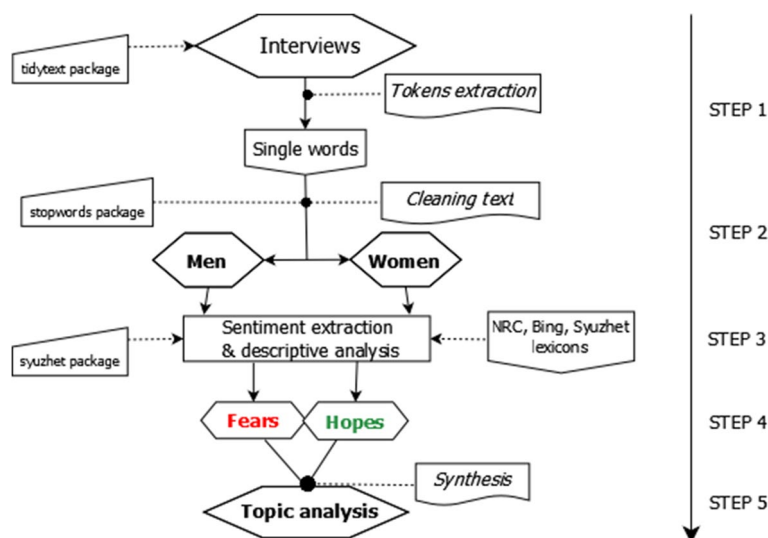 Interviews
tidytext package
Tokens extraction
STEP 1
Single words
Cleaning text
stopwords package
STEP 2
Men
Women
Sentiment extraction
& descriptive analysis
NRC, Bing, Syuzhet
lexicons
STEP 3
syuzhet package
Fears
Hopes
STEP 4
Synthesis
STEP 5
Topic analysis